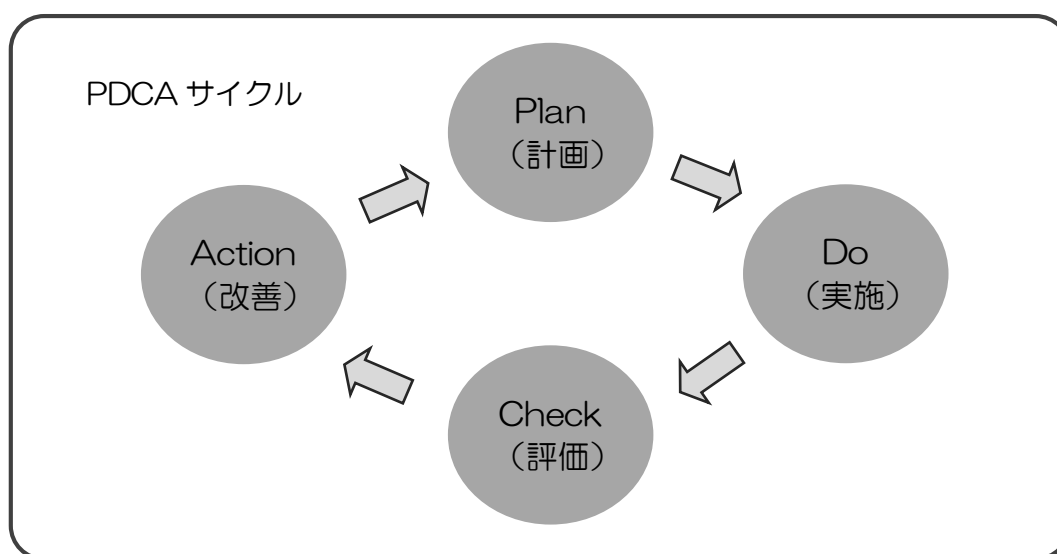 PDCA サイクル
Plan
（計画）
Do
（実施）
Check
（評価）
Action
（改善）